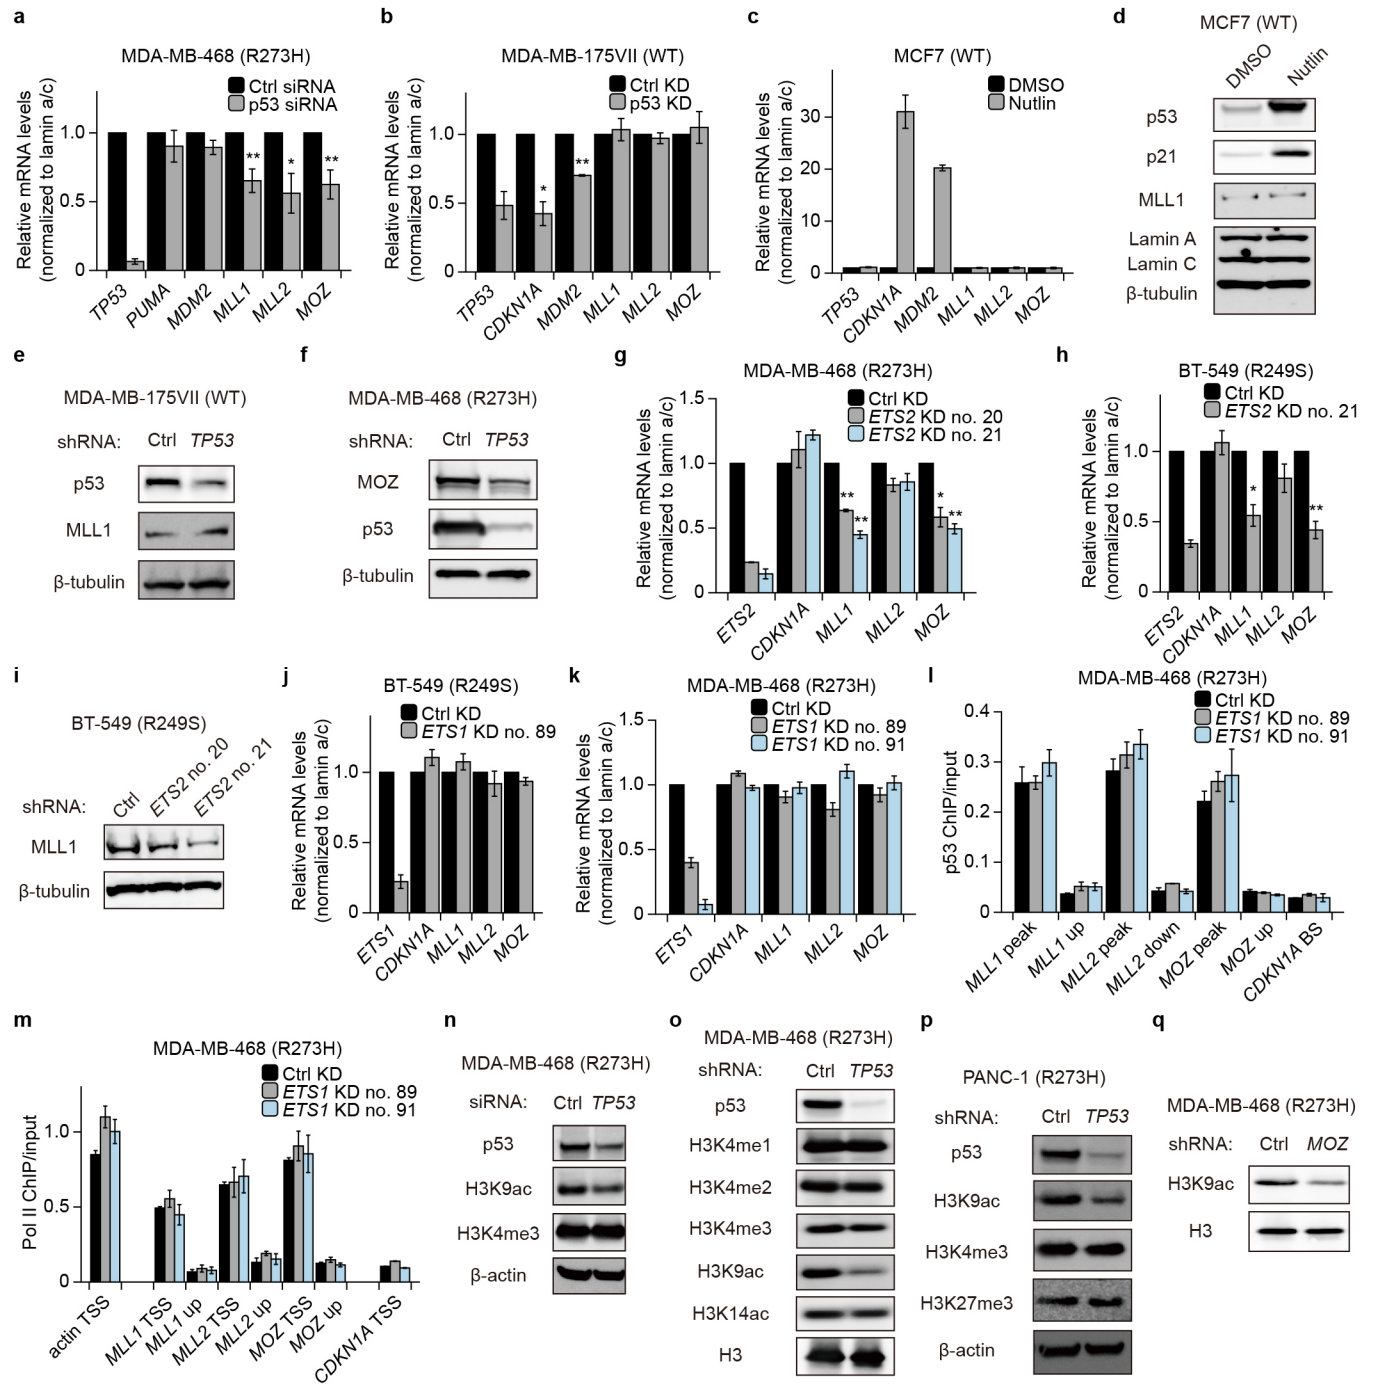 a
MDA-MB-468 (R273H)
Ctrl siRNA
p53 siRNA
Relative mRNA levels
(normalized to lamin a/c)
1.0
0.5
0
**
*
**
TP53
PUMA
MDM2
MLL1
MLL2
MOZ
b
MDA-MB-175VII (WT)
Ctrl KD
p53 KD
Relative mRNA levels
(normalized to lamin a/c)
1.0
0.5
0
*
**
TP53
CDKN1A
MDM2
MLL1
MLL2
MOZ
c
MCF7 (WT)
DMSO
Nutlin
Relative mRNA levels
(normalized to lamin a/c)
30
20
10
0
TP53
CDKN1A
MDM2
MLL1
MLL2
MOZ
d
MCF7 (WT)
DMSO
Nutlin
p53
p21
MLL1
Lamin A
Lamin C
β-tubulin
e
MDA-MB-175VII (WT)
shRNA: Ctrl TP53
p53
MLL1
β-tubulin
f
MDA-MB-468 (R273H)
shRNA: Ctrl TP53
MOZ
p53
β-tubulin
g
MDA-MB-468 (R273H)
Ctrl KD
ETS2 KD no. 20
ETS2 KD no. 21
Relative mRNA levels
(normalized to lamin a/c)
1.5
1.0
0.5
0
**
**
*
**
ETS2
CDKN1A
MLL1
MLL2
MOZ
h
BT-549 (R249S)
Ctrl KD
ETS2 KD no. 21
Relative mRNA levels
(normalized to lamin a/c)
1.0
0.5
0
*
**
ETS2
CDKN1A
MLL1
MLL2
MOZ
i
BT-549 (R249S)
shRNA: Ctrl ETS2 no. 20 ETS2 no. 21
MLL1
β-tubulin
j
BT-549 (R249S)
Ctrl KD
ETS1 KD no. 89
Relative mRNA levels
(normalized to lamin a/c)
1.0
0.5
0
ETS1
CDKN1A
MLL1
MLL2
MOZ
k
MDA-MB-468 (R273H)
Ctrl KD
ETS1 KD no. 89
ETS1 KD no. 91
Relative mRNA levels
(normalized to lamin a/c)
1.5
1.0
0.5
0
ETS1
CDKN1A
MLL1
MLL2
MOZ
l
MDA-MB-468 (R273H)
Ctrl KD
ETS1 KD no. 89
ETS1 KD no. 91
p53 ChIP/input
0.4
0.3
0.2
0.1
0
MLL1 peak
MLL1 up
MLL2 peak
MLL2 down
MOZ peak
MOZ up
CDKN1A BS
m
MDA-MB-468 (R273H)
Ctrl KD
ETS1 KD no. 89
ETS1 KD no. 91
Pol II ChIP/input
1.0
0.5
0
actin TSS
MLL1 TSS
MLL1 up
MLL2 TSS
MLL2 up
MOZ TSS
MOZ up
CDKN1A TSS
n
MDA-MB-468 (R273H)
siRNA: Ctrl TP53
p53
H3K9ac
H3K4me3
β-actin
o
MDA-MB-468 (R273H)
shRNA: Ctrl TP53
p53
H3K4me1
H3K4me2
H3K4me3
H3K9ac
H3K14ac
H3
p
PANC-1 (R273H)
shRNA: Ctrl TP53
p53
H3K9ac
H3K4me3
H3K27me3
β-actin
q
MDA-MB-468 (R273H)
shRNA: Ctrl MOZ
H3K9ac
H3